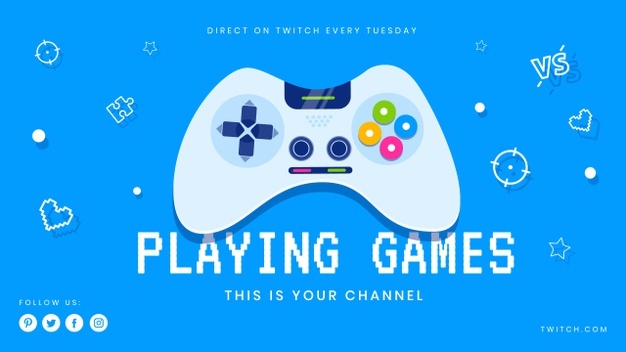 DIRECT ON TWITCH EVERY TUESDAY
VS
PLAYING GAMES
THIS IS YOUR CHANNEL
FOLLOW US:
TWITCH.COM